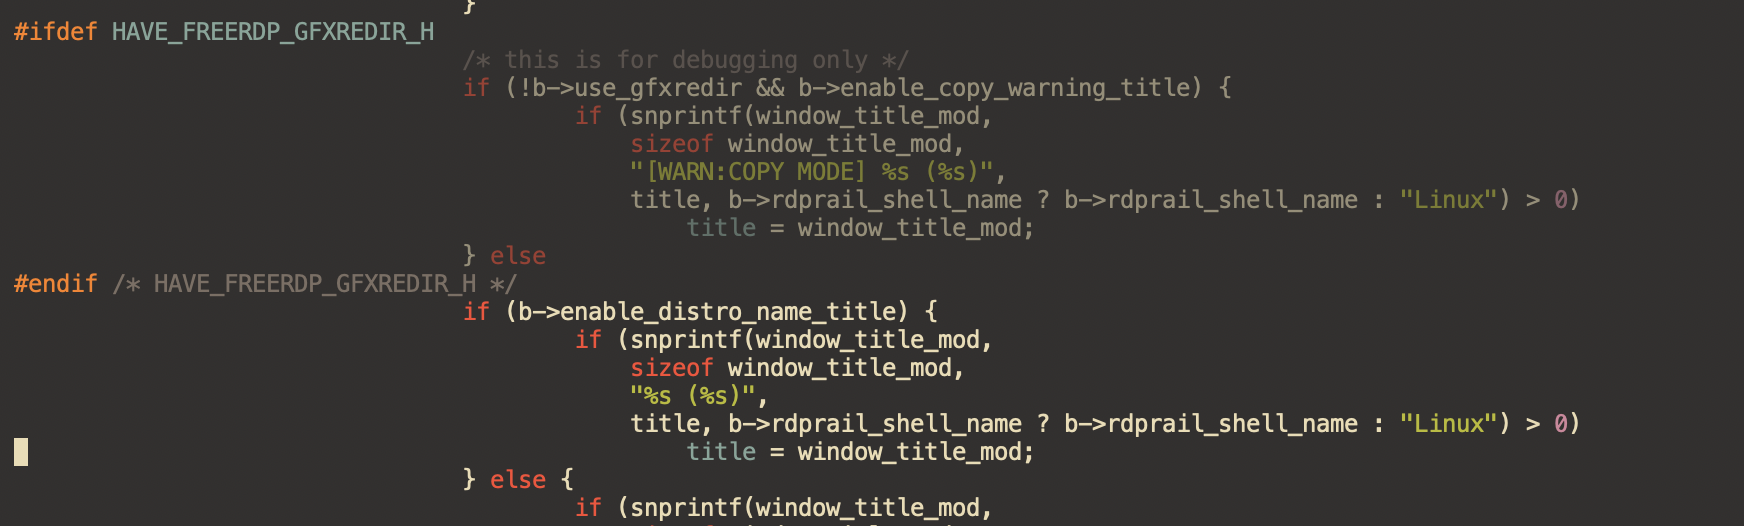 }
#ifdef HAVE_FREERDP_GFXREDIR_H
/* this is for debugging only */
if (!b->use_gfxredir && b->enable_copy_warning_title) {
if (snprintf(window_title_mod,
sizeof window_title_mod,
"[WARN:COPY MODE] %s (%s)",
title, b->rdprail_shell_name ? b->rdprail_shell_name : "Linux") > 0)
title = window_title_mod;
} else
#endif /* HAVE_FREERDP_GFXREDIR_H */
if (b->enable_distro_name_title) {
if (snprintf(window_title_mod,
sizeof window_title_mod,
"%s (%s)",
title, b->rdprail_shell_name ? b->rdprail_shell_name : "Linux") > 0)
title = window_title_mod;
} else {
if (snprintf(window_title_mod,